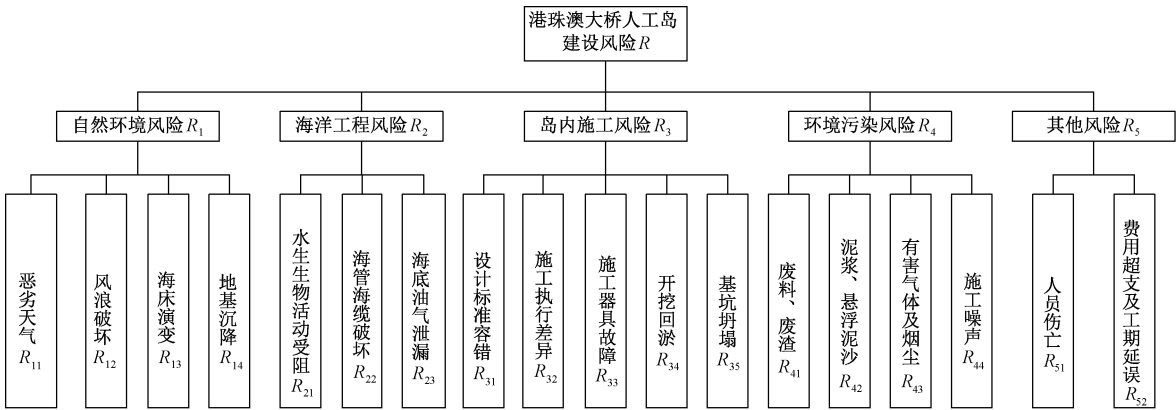 港珠澳大桥人工岛
建设风险R
自然环境风险R₁
海洋工程风险R₂
岛内施工风险R₃
环境污染风险R₄
其他风险R₅
恶劣天气R₁₁
风浪破坏R₁₂
海床演变R₁₃
地基沉降R₁₄
水生生物活动受阻R₂₁
海管海缆破坏R₂₂
海底油气泄漏R₂₃
设计标准容错R₃₁
施工执行差异R₃₂
施工器具故障R₃₃
开挖回淤R₃₄
基坑坍塌R₃₅
废料、废渣R₄₁
泥浆、悬浮泥沙R₄₂
有害气体及烟尘R₄₃
施工噪声R₄₄
人员伤亡R₅₁
费用超支及工期延误R₅₂